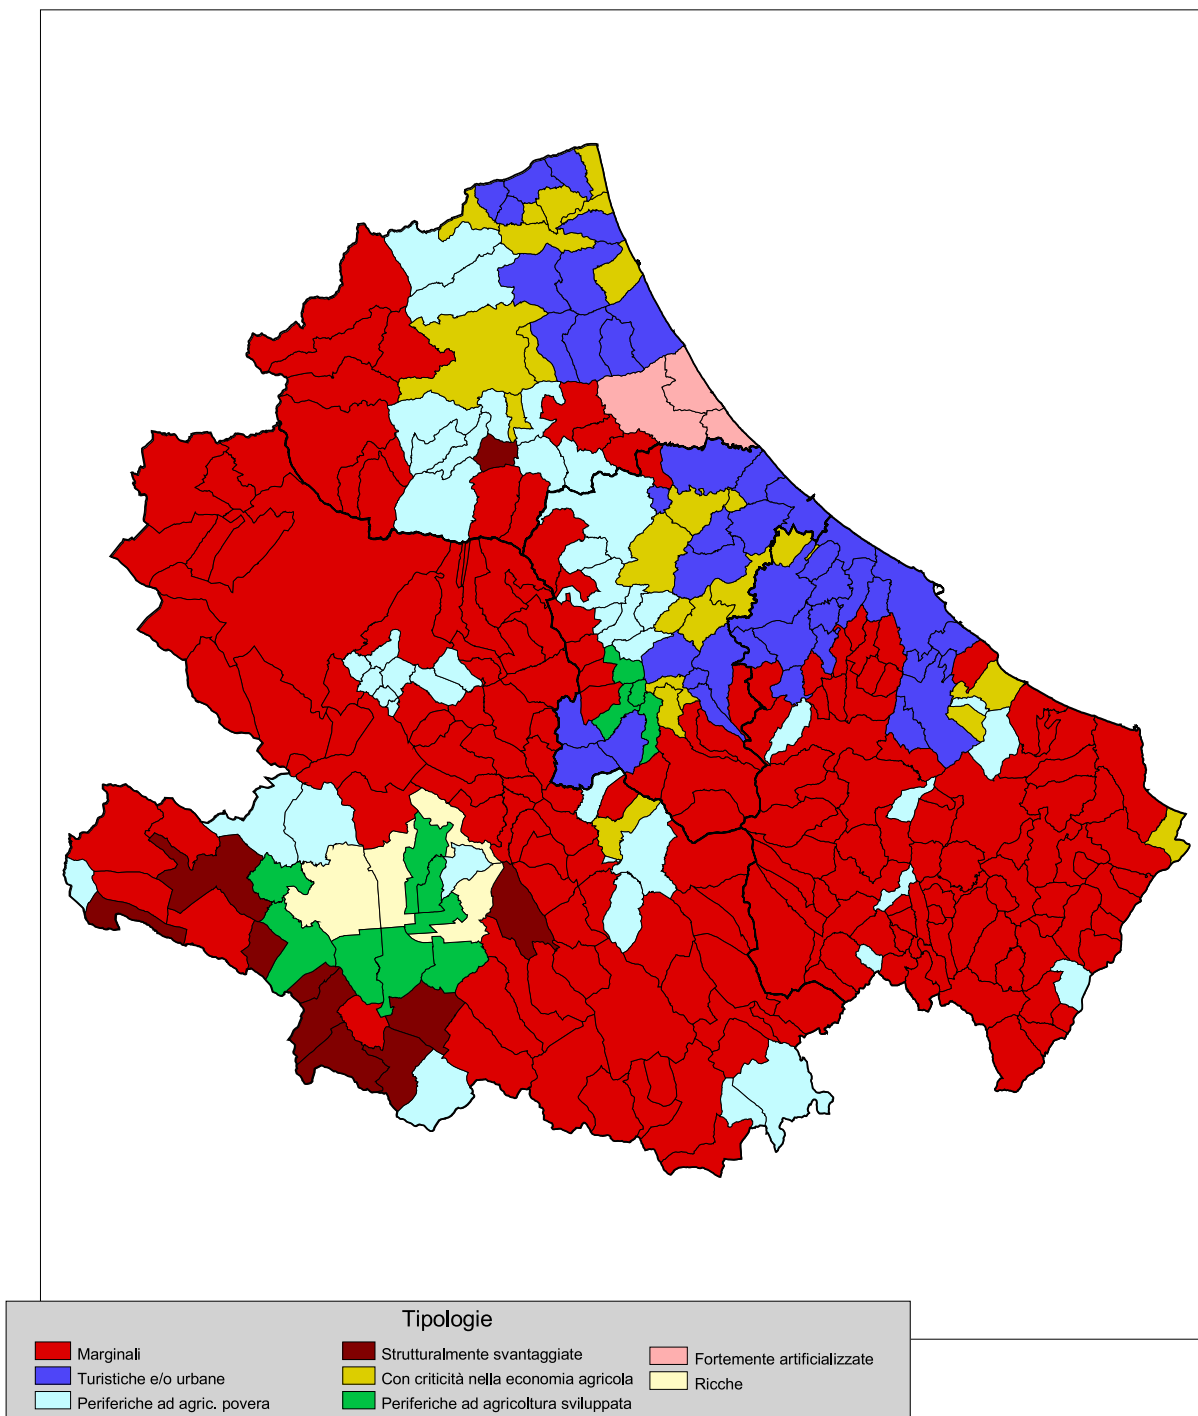 Tipologie
Marginali
Turistiche e/o urbane
Periferiche ad agric. povera
Strutturalmente svantaggiate
Con criticità nella economia agricola
Periferiche ad agricoltura sviluppata
Fortemente artificializzate
Ricche